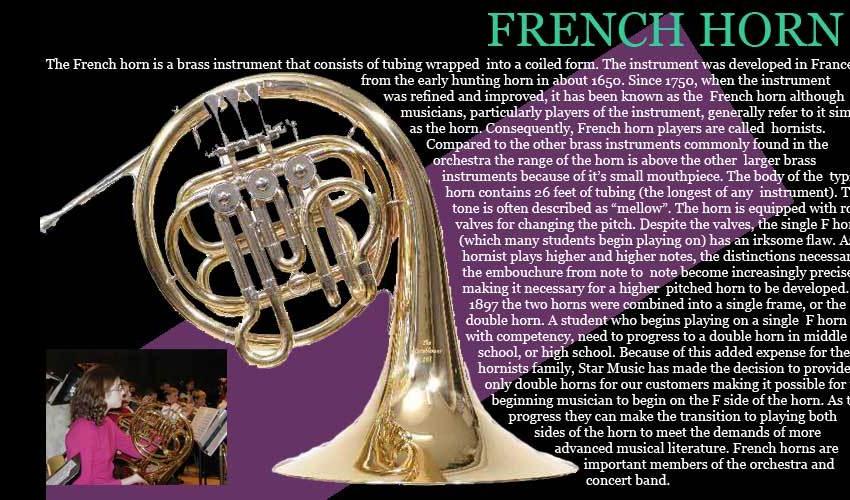 FRENCH HORN
The French horn is a brass instrument that consists of tubing wrapped into a coiled form. The instrument was developed in France
from the early hunting horn in about 1650. Since 1750, when the instrument
was refined and improved, it has been known as the French horn although
musicians, particularly players of the instrument, generally refer to it sim
as the horn. Consequently, French horn players are called hornists.
Compared to the other brass instruments commonly found in the
orchestra the range of the horn is above the other larger brass
instruments because of it's small mouthpiece. The body of the typi
horn contains 26 feet of tubing (the longest of any instrument). T
tone is often described as “mellow”. The horn is equipped with ro
valves for changing the pitch. Despite the valves, the single F hor
(which many students begin playing on) has an irksome flaw. As
hornist plays higher and higher notes, the distinctions necessar
the embouchure from note to note become increasingly precise
making it necessary for a higher pitched horn to be developed.
1897 the two horns were combined into a single frame, or the
double horn. A student who begins playing on a single F horn
with competency, need to progress to a double horn in middle
school, or high school. Because of this added expense for the
hornists family, Star Music has made the decision to provide
only double horns for our customers making it possible for
beginning musician to begin on the F side of the horn. As t
progress they can make the transition to playing both
sides of the horn to meet the demands of more
advanced musical literature. French horns are
important members of the orchestra and
concert band.